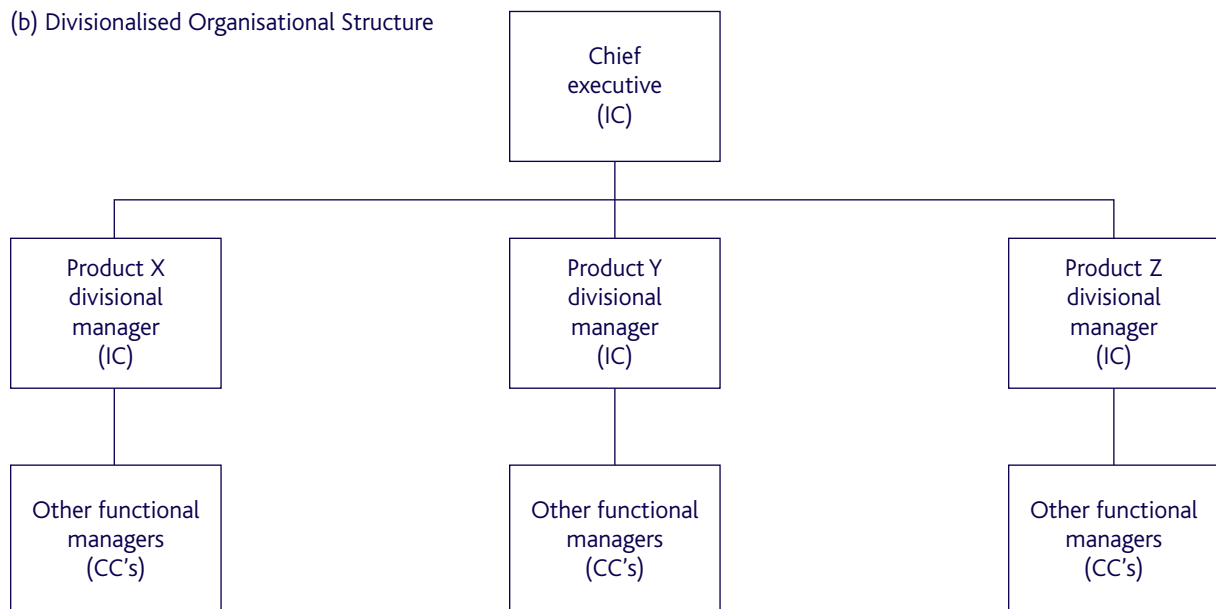 (b) Divisionalised Organisational Structure
Chief
executive
(IC)
Product X
divisional
manager
(IC)
Product Y
divisional
manager
(IC)
Product Z
divisional
manager
(IC)
Other functional
managers
(CC’s)
Other functional
managers
(CC’s)
Other functional
managers
(CC’s)